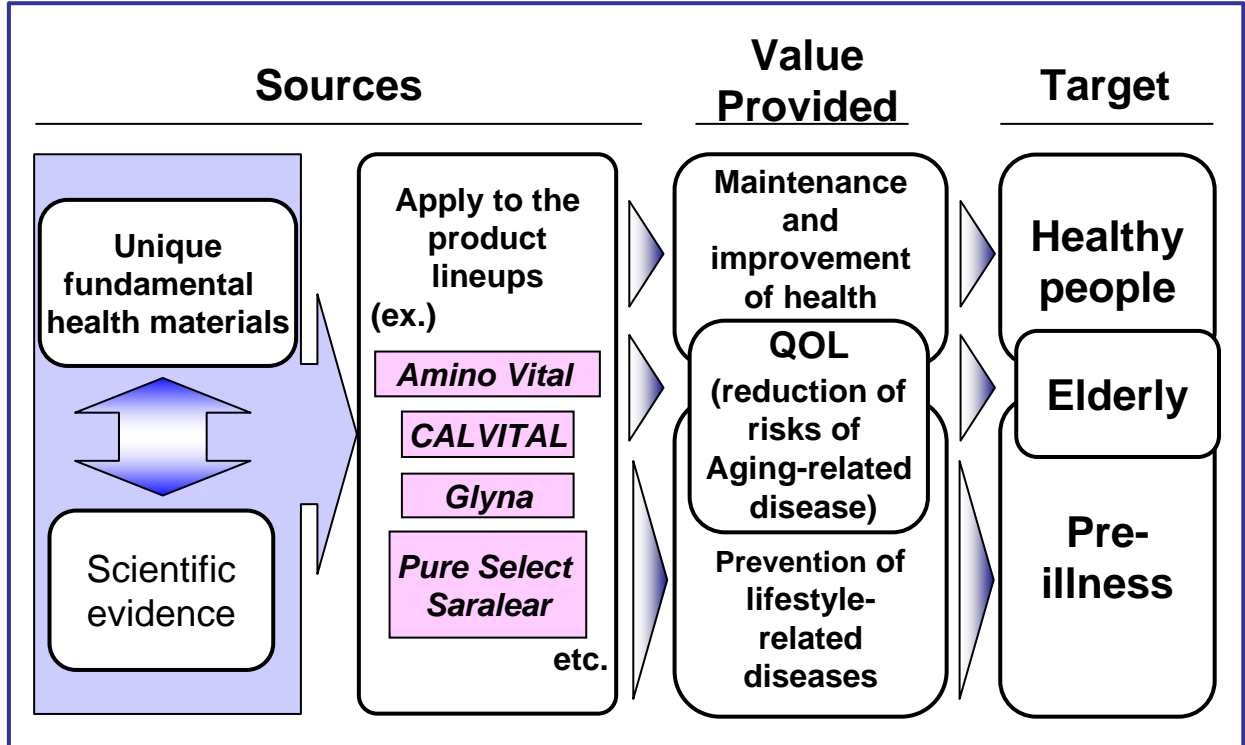 Sources
Value
Provided
Target
Unique
fundamental
health materials
Scientific
evidence
Apply to the
product
lineups
(ex.)
Amino Vital
CALVITAL
Glyna
Pure Select
Saralear
etc.
Maintenance
and
improvement
of health
QOL
(reduction of
risks of
Aging-related
disease)
Prevention of
lifestyle-
related
diseases
Healthy
people
Elderly
Pre-
illness